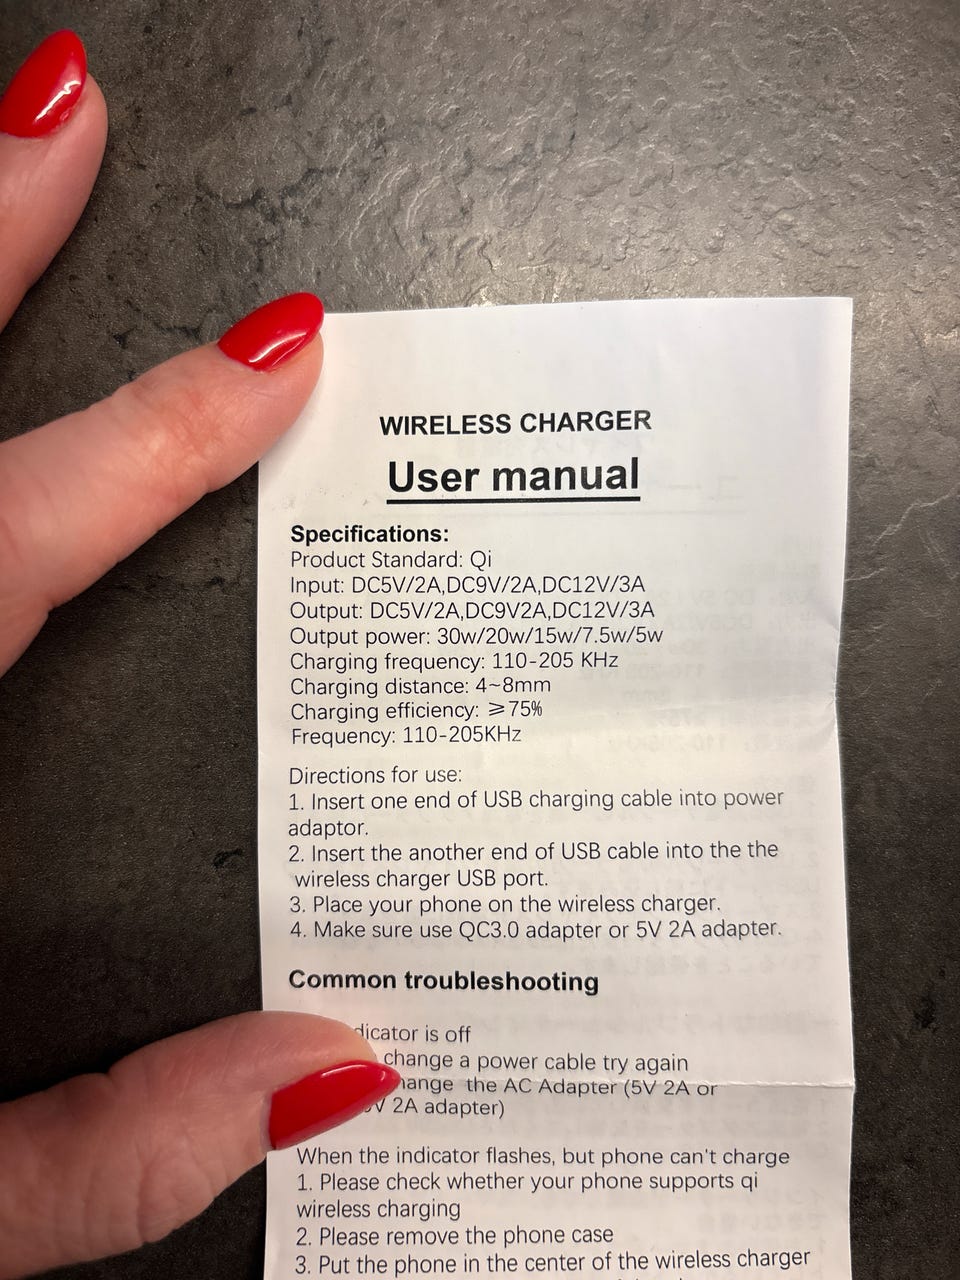 WIRELESS CHARGER
User manual
Specifications:
Product Standard: Qi
Input: DC5V/2A,DC9V/2A,DC12V/3A
Output: DC5V/2A,DC9V2A,DC12V/3A
Output power: 30w/20w/15w/7.5w/5w
Charging frequency: 110-205 KHz
Charging distance: 4~8mm
Charging efficiency: ⩾75%
Frequency: 110-205KHz
Directions for use:
1. Insert one end of USB charging cable into power
adaptor.
2. Insert the another end of USB cable into the the
wireless charger USB port.
3. Place your phone on the wireless charger.
4. Make sure use QC3.0 adapter or 5V 2A adapter.
Common troubleshooting
is off
change a power cable try again
the AC Adapter (5V 2A or
2A adapter)
When the indicator flashes, but phone can't charge
1. Please check whether your phone supports qi
wireless charging
2. Please remove the phone case
3. Put the phone in the center of the wireless charger